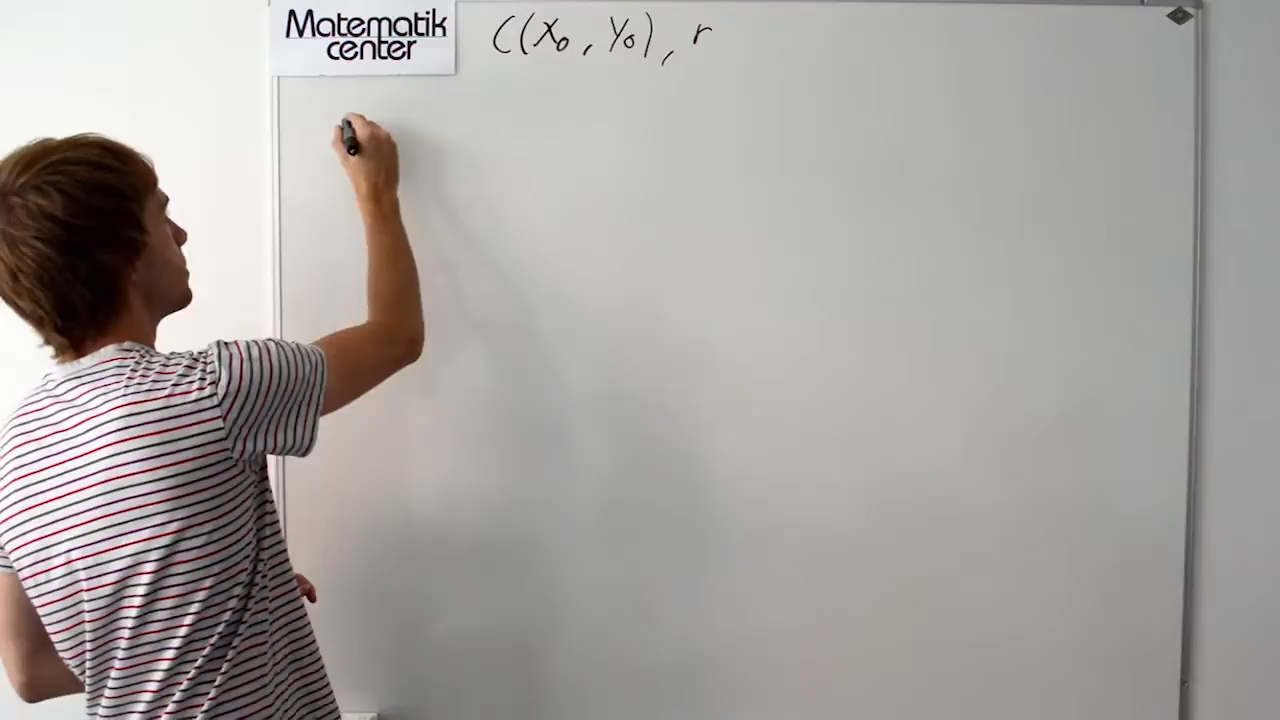 Matematik
center
C(x₀, y₀), r